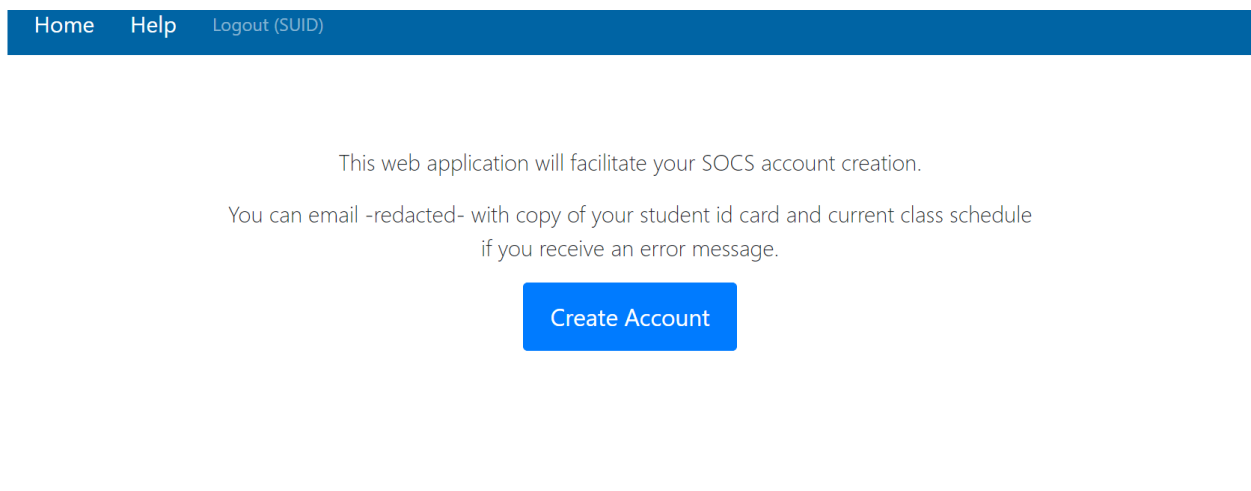 Home Help Logout (SUID)
This web application will facilitate your SOCS account creation.
You can email -redacted- with copy of your student id card and current class schedule
if you receive an error message.
Create Account